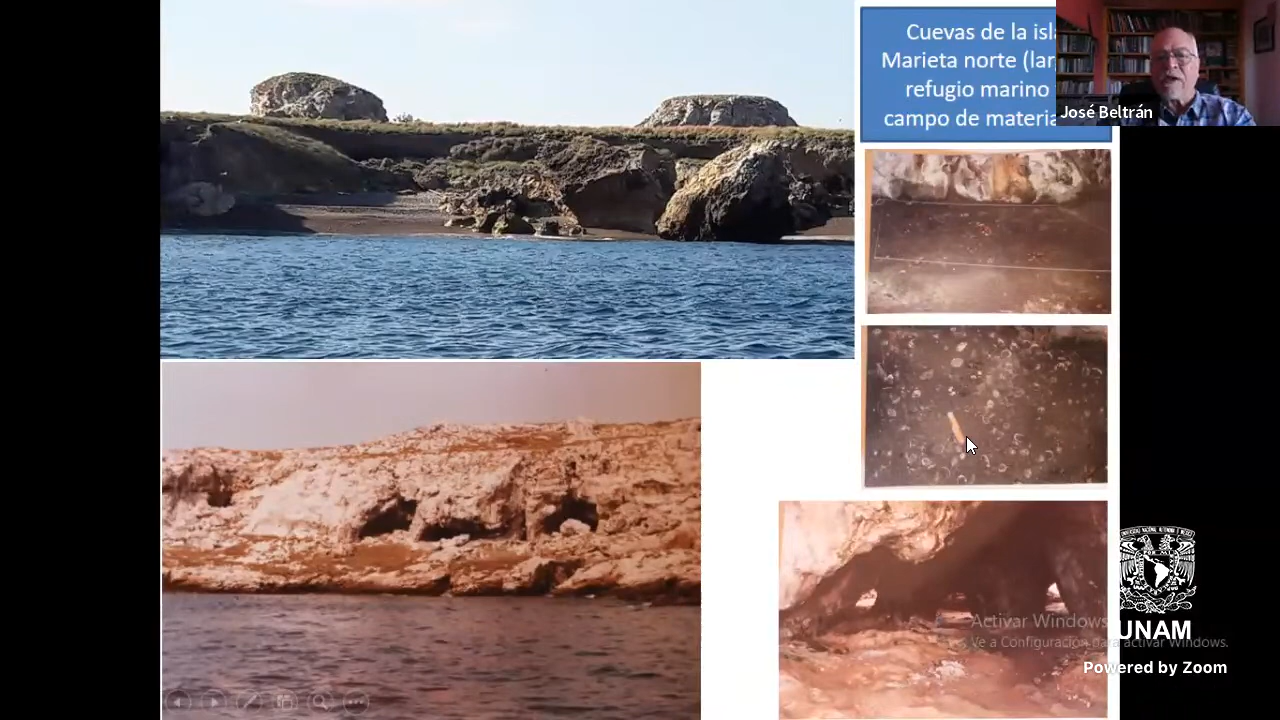 Cuevas de la isla
Marieta norte (lar
refugio marino
campo de materia
José Beltrán
Activar Windows
Ve a Configuración para activar Windows.
UNAM
Powered by Zoom